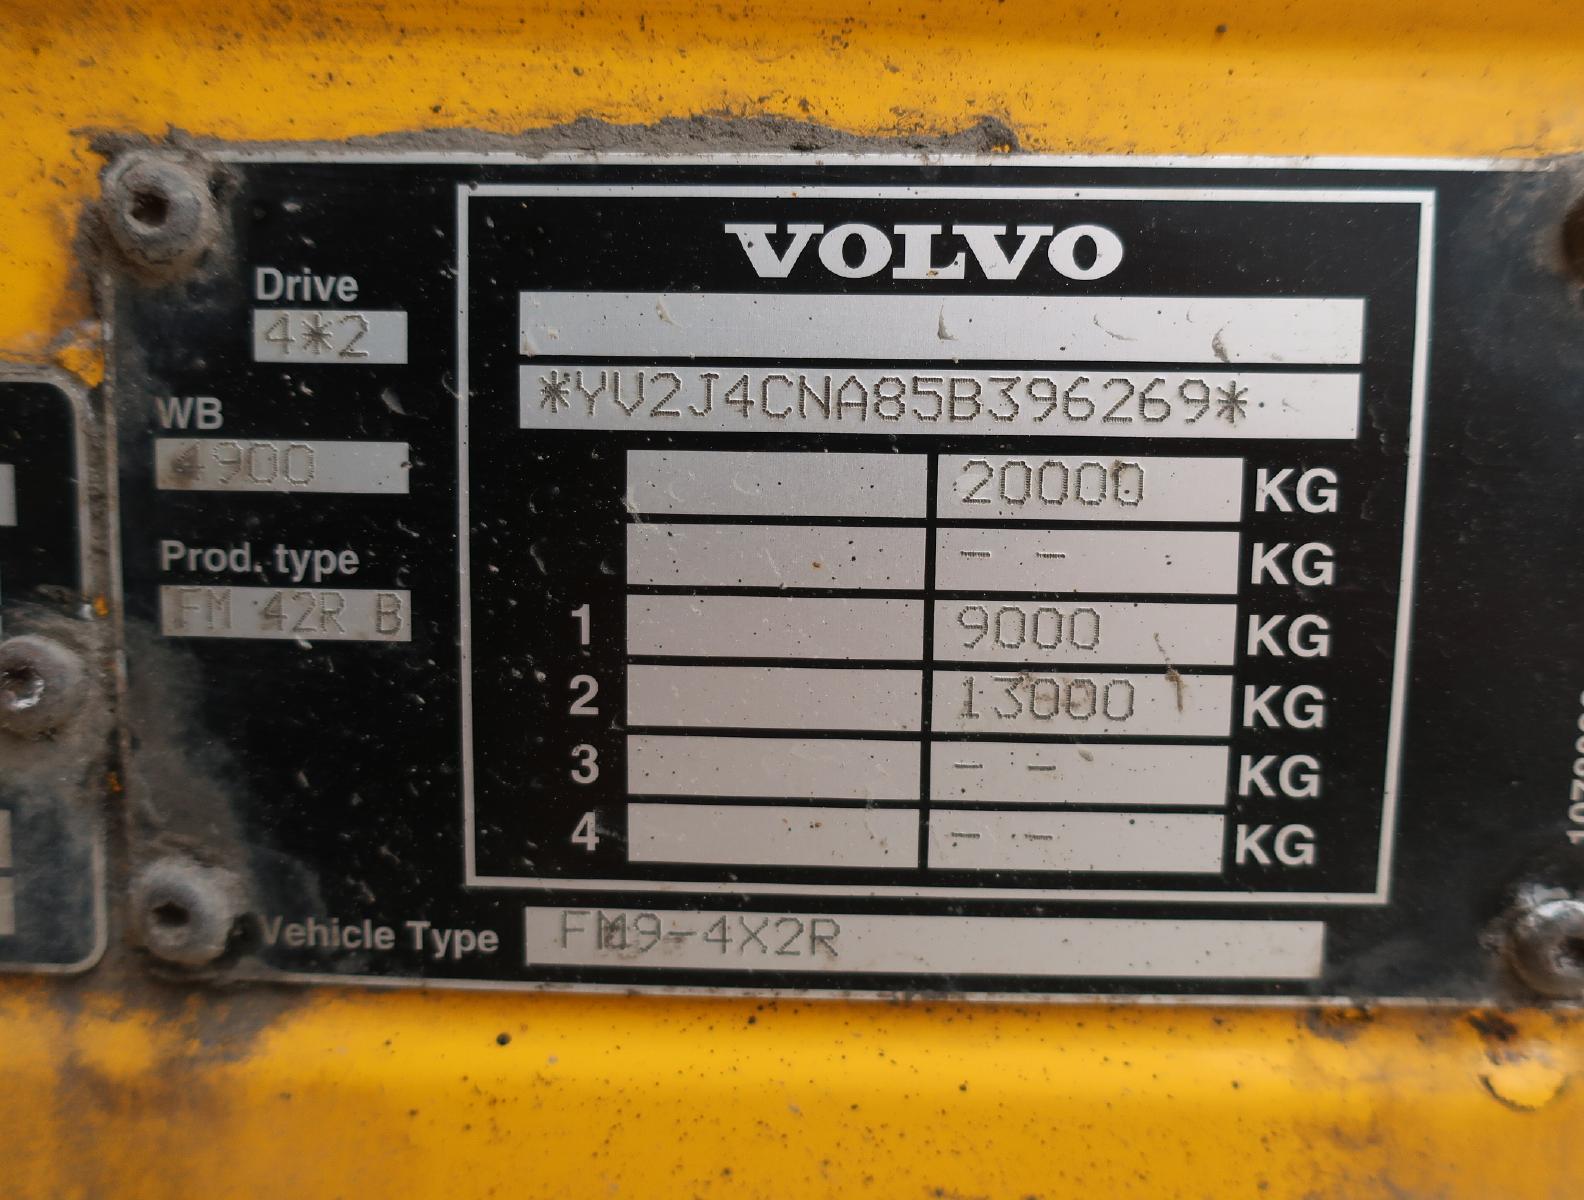 VOLVO
Drive
4*2
*YV2J4CNA85B396269*
WB
4900
20000 KG
- - KG
Prod. type
FM 42R B
1 9000 KG
2 13000 KG
3 - - KG
4 - - KG
Vehicle Type FM9-4X2R